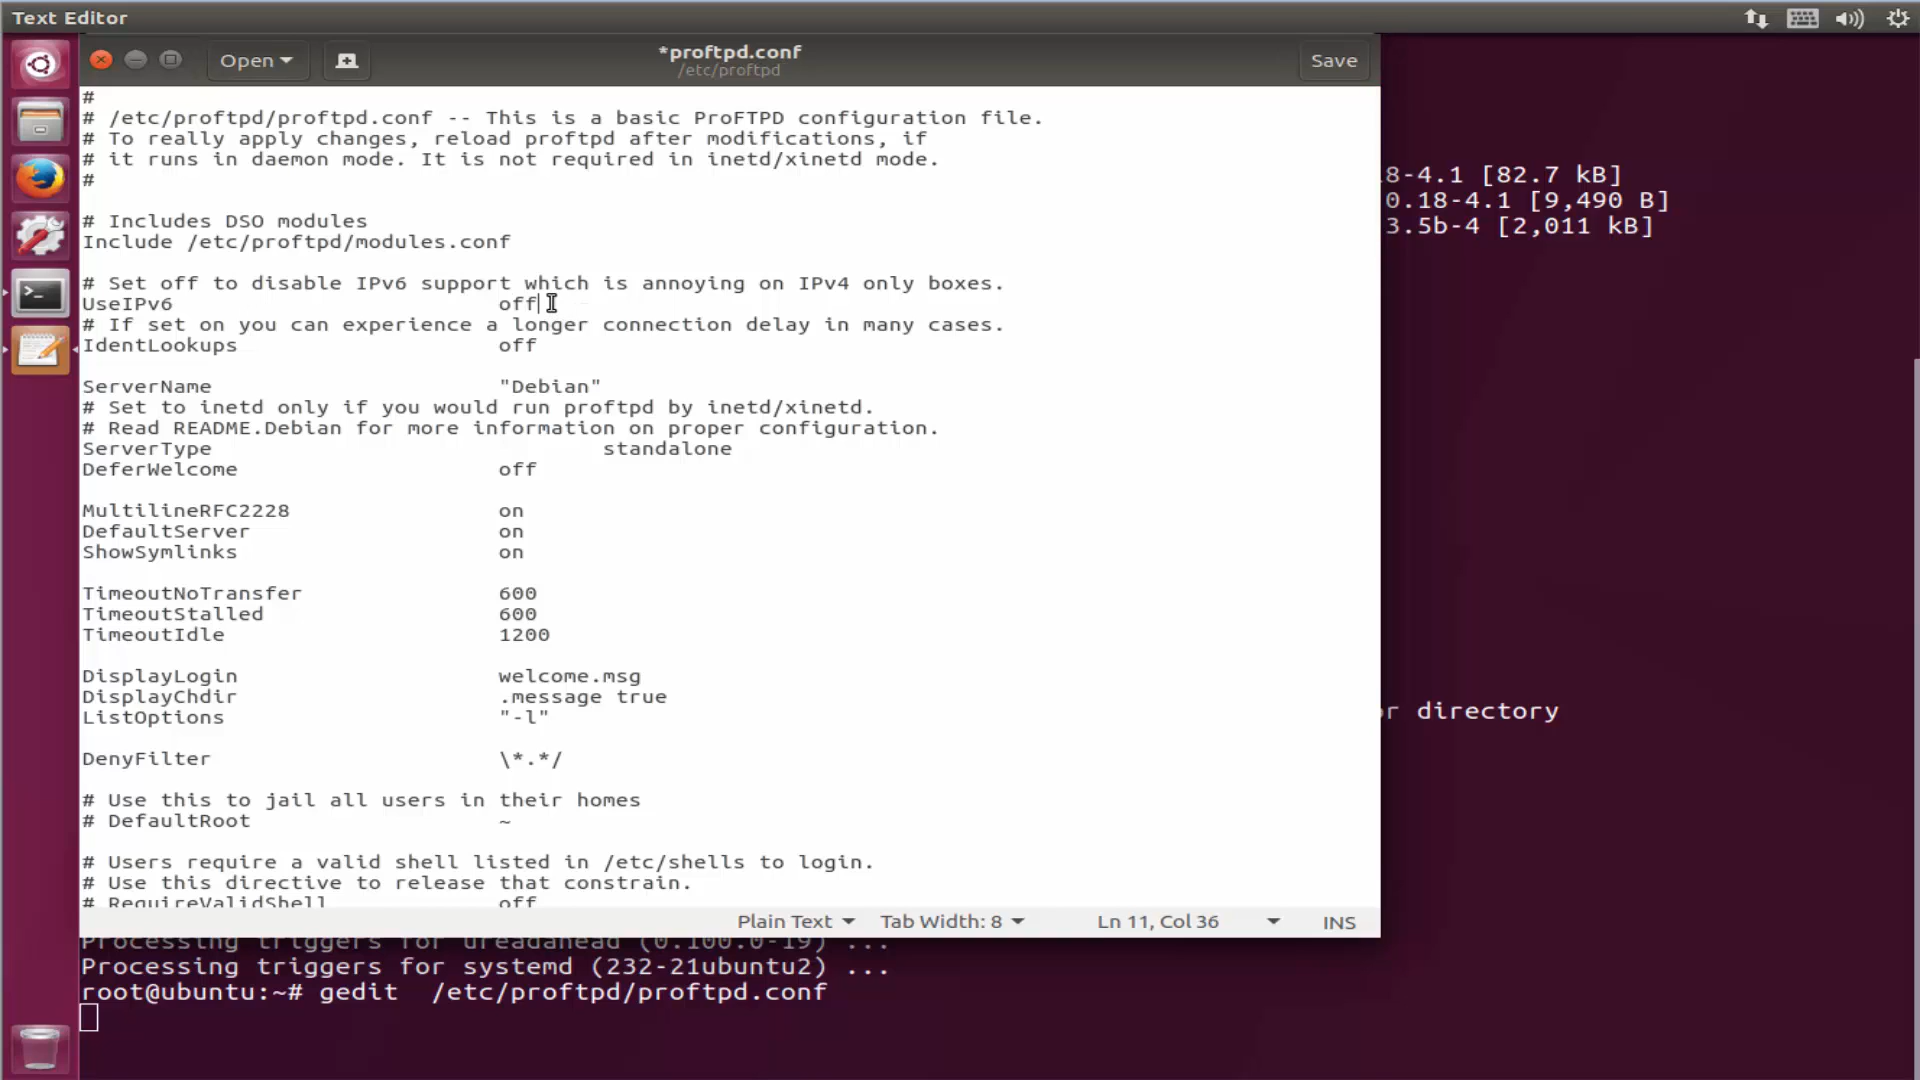 Text Editor
Open
*proftpd.conf
/etc/proftpd
Save
#
# /etc/proftpd/proftpd.conf -- This is a basic ProFTPD configuration file.
# To really apply changes, reload proftpd after modifications, if
# it runs in daemon mode. It is not required in inetd/xinetd mode.
#
# Includes DSO modules
Include /etc/proftpd/modules.conf
# Set off to disable IPv6 support which is annoying on IPv4 only boxes.
UseIPv6 off
# If set on you can experience a longer connection delay in many cases.
IdentLookups off
ServerName "Debian"
# Set to inetd only if you would run proftpd by inetd/xinetd.
# Read README.Debian for more information on proper configuration.
ServerType standalone
DeferWelcome off
MultilineRFC2228 on
DefaultServer on
ShowSymlinks on
TimeoutNoTransfer 600
TimeoutStalled 600
TimeoutIdle 1200
DisplayLogin welcome.msg
DisplayChdir .message true
ListOptions "-l"
DenyFilter \*.*/
# Use this to jail all users in their homes
# DefaultRoot ~
# Users require a valid shell listed in /etc/shells to login.
# Use this directive to release that constrain.
# RequireValidShell off
Plain Text Tab Width: 8 Ln 11, Col 36 INS
8-4.1 [82.7 kB]
0.18-4.1 [9,490 B]
3.5b-4 [2,011 kB]
r directory
Processing triggers for ureadahead (0.100.0-19) ...
Processing triggers for systemd (232-21ubuntu2) ...
root@ubuntu:~# gedit  /etc/proftpd/proftpd.conf